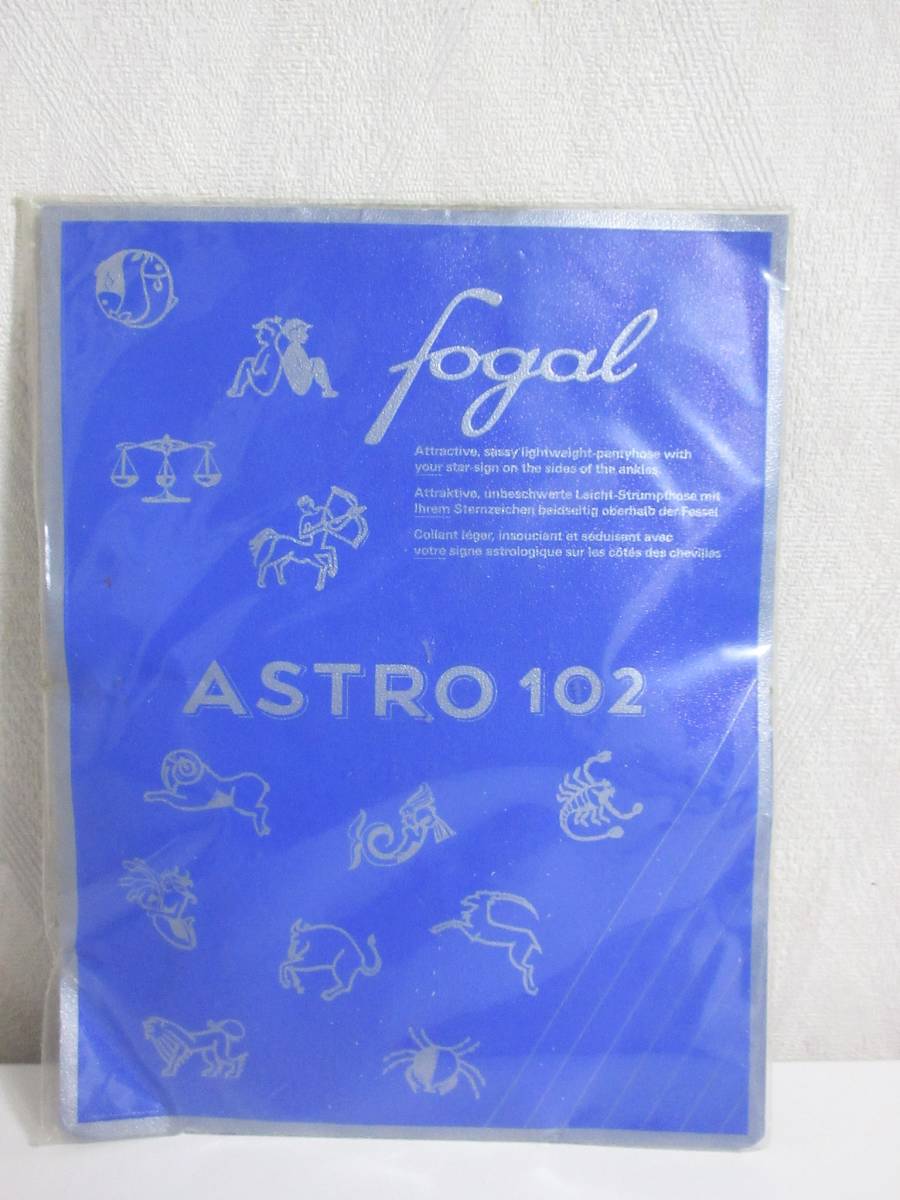 fogal
Attractive, sassy lightweight-pantyhose with
your star-sign on the sides of the ankles
Attraktive, unbeschwerte Leicht-Strumpfhose mit
Ihrem Sternzeichen beidseitig oberhalb der Fessel
Collant léger, insouciant et séduisant avec
votre signe astrologique sur les côtés des chevilles
ASTRO 102